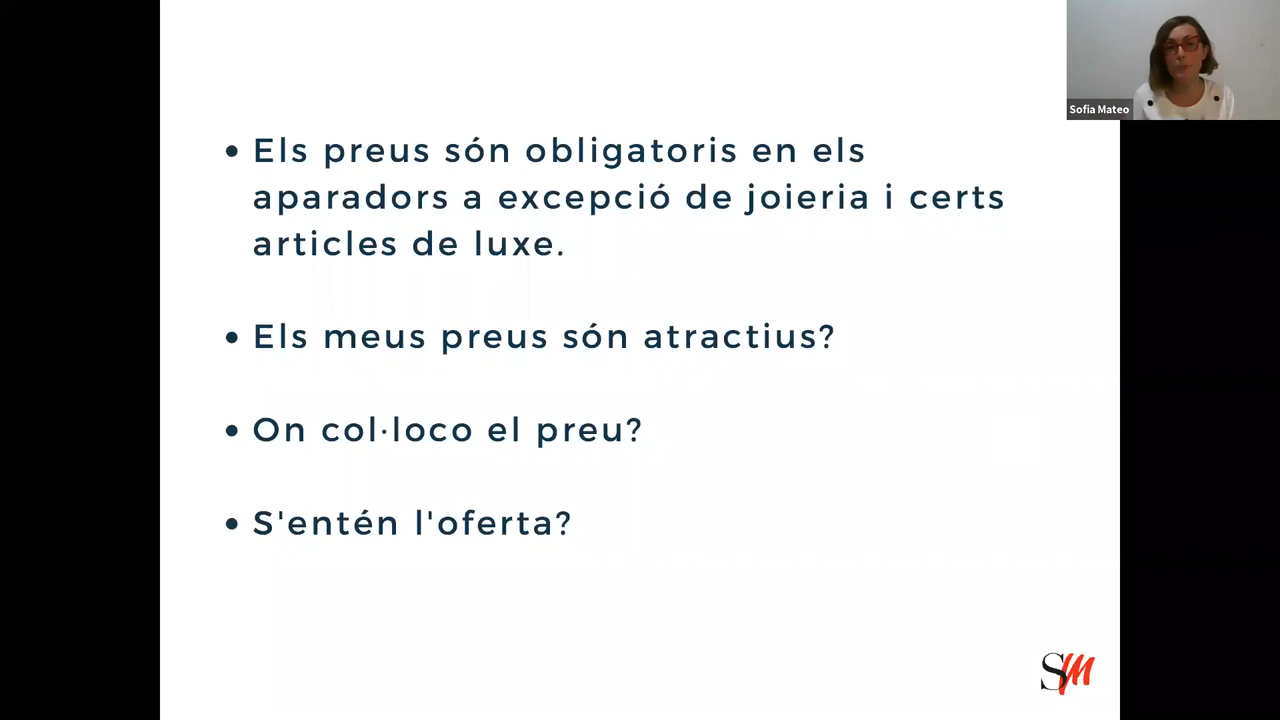 Sofia Mateo
• Els preus són obligatoris en els
aparadors a excepció de joieria i certs
articles de luxe.
• Els meus preus són atractius?
• On col·loco el preu?
• S'entén l'oferta?
SM